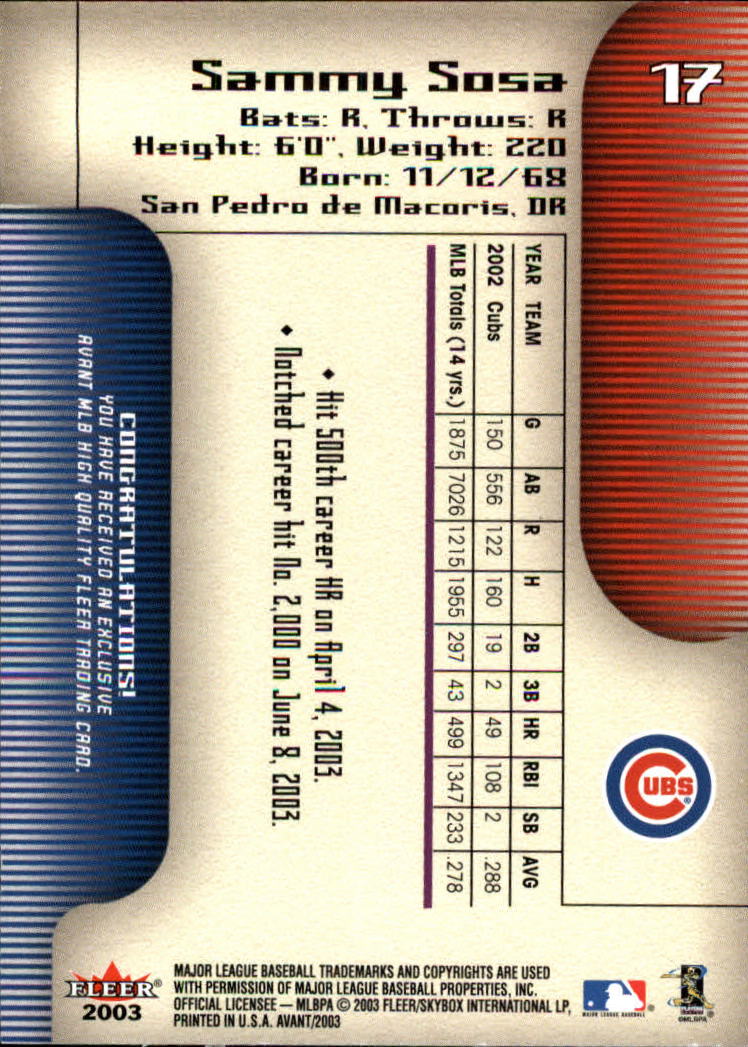 17
Sammy Sosa
Bats: R, Throws: R
Height: 6'0", Weight: 220
Born: 11/12/68
San Pedro de Macoris, DR
YEAR TEAM G AB R H 2B 3B HR RBI SB AVG
2002 Cubs 150 556 122 160 19 2 49 108 2 .288
MLB Totals (14 yrs.) 1875 7026 1215 1955 297 43 499 1347 233 .278
♦ Hit 500th career HR on April 4, 2003.
♦ Notched career hit No. 2,000 on June 8, 2003.
CONGRATULATIONS!
YOU HAVE RECEIVED AN EXCLUSIVE
AVANT MLB HIGH QUALITY FLEER TRADING CARD.
CUBS®
FLEER®
2003
MAJOR LEAGUE BASEBALL TRADEMARKS AND COPYRIGHTS ARE USED
WITH PERMISSION OF MAJOR LEAGUE BASEBALL PROPERTIES, INC.
OFFICIAL LICENSEE — MLBPA © 2003 FLEER/SKYBOX INTERNATIONAL LP,
PRINTED IN U.S.A. AVANT/2003
MAJOR LEAGUE BASEBALL
©MLBPA